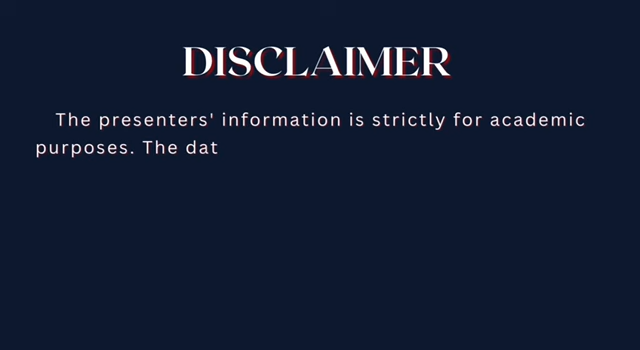 DISCLAIMER
The presenters' information is strictly for academic
purposes. The dat